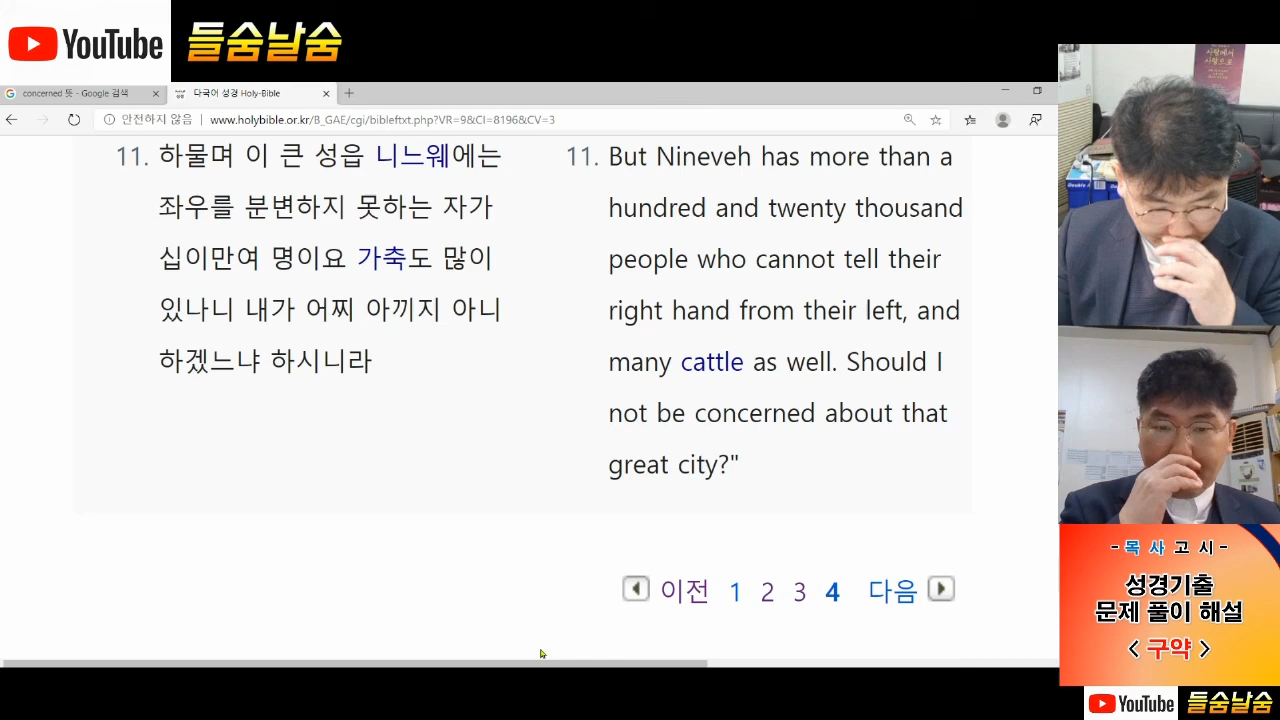 YouTube 들숨날숨
concerned 뜻 - Google 검색
다국어 성경 Holy-Bible
안전하지 않음 www.holybible.or.kr/B_GAE/cgi/bibleftxt.php?VR=9&CI=8196&CV=3
11. 하물며 이 큰 성읍 니느웨에는
좌우를 분변하지 못하는 자가
십이만여 명이요 가축도 많이
있나니 내가 어찌 아끼지 아니
하겠느냐 하시니라
11. But Nineveh has more than a
hundred and twenty thousand
people who cannot tell their
right hand from their left, and
many cattle as well. Should I
not be concerned about that
great city?"
이전 1 2 3 4 다음
사랑에서
사랑으로
- 목 사 고 시 -
성경기출
문제 풀이 해설
< 구약 >
YouTube 들숨날숨